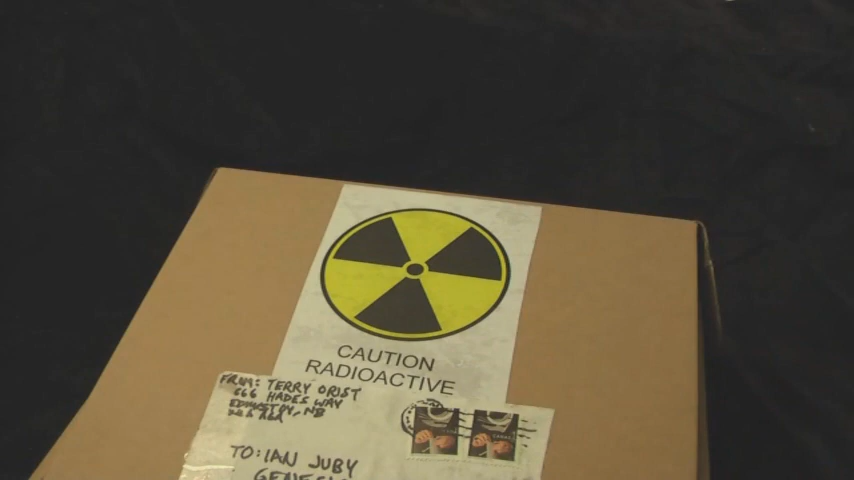 CAUTION
RADIOACTIVE
FROM: TERRY ORIST
666 HADES WAY
TO: IAN JUBY